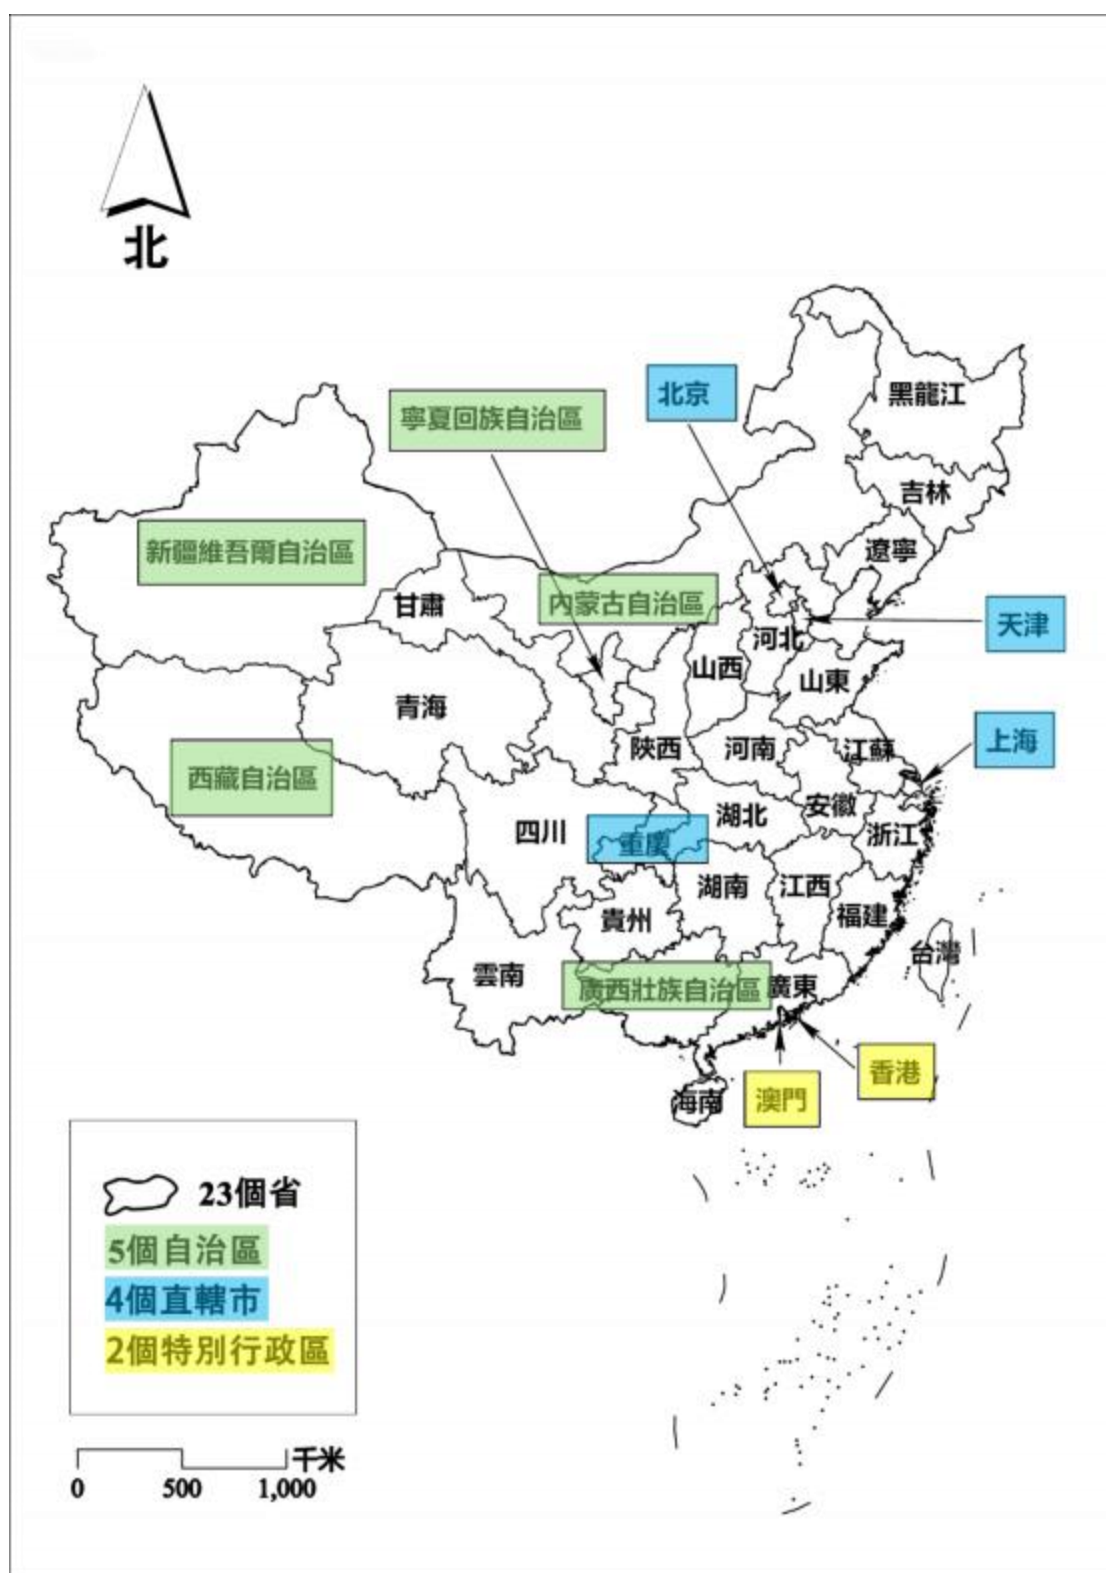 北
黑龍江
北京
寧夏回族自治區
吉林
新疆維吾爾自治區
遼寧
甘肅
內蒙古自治區
天津
河北
山西
山東
青海
陝西
河南
江蘇
上海
西藏自治區
四川
重慶
湖北
安徽
浙江
湖南
江西
貴州
福建
台灣
雲南
廣西壯族自治區
廣東
香港
澳門
海南
23個省
5個自治區
4個直轄市
2個特別行政區
千米
0 500 1,000